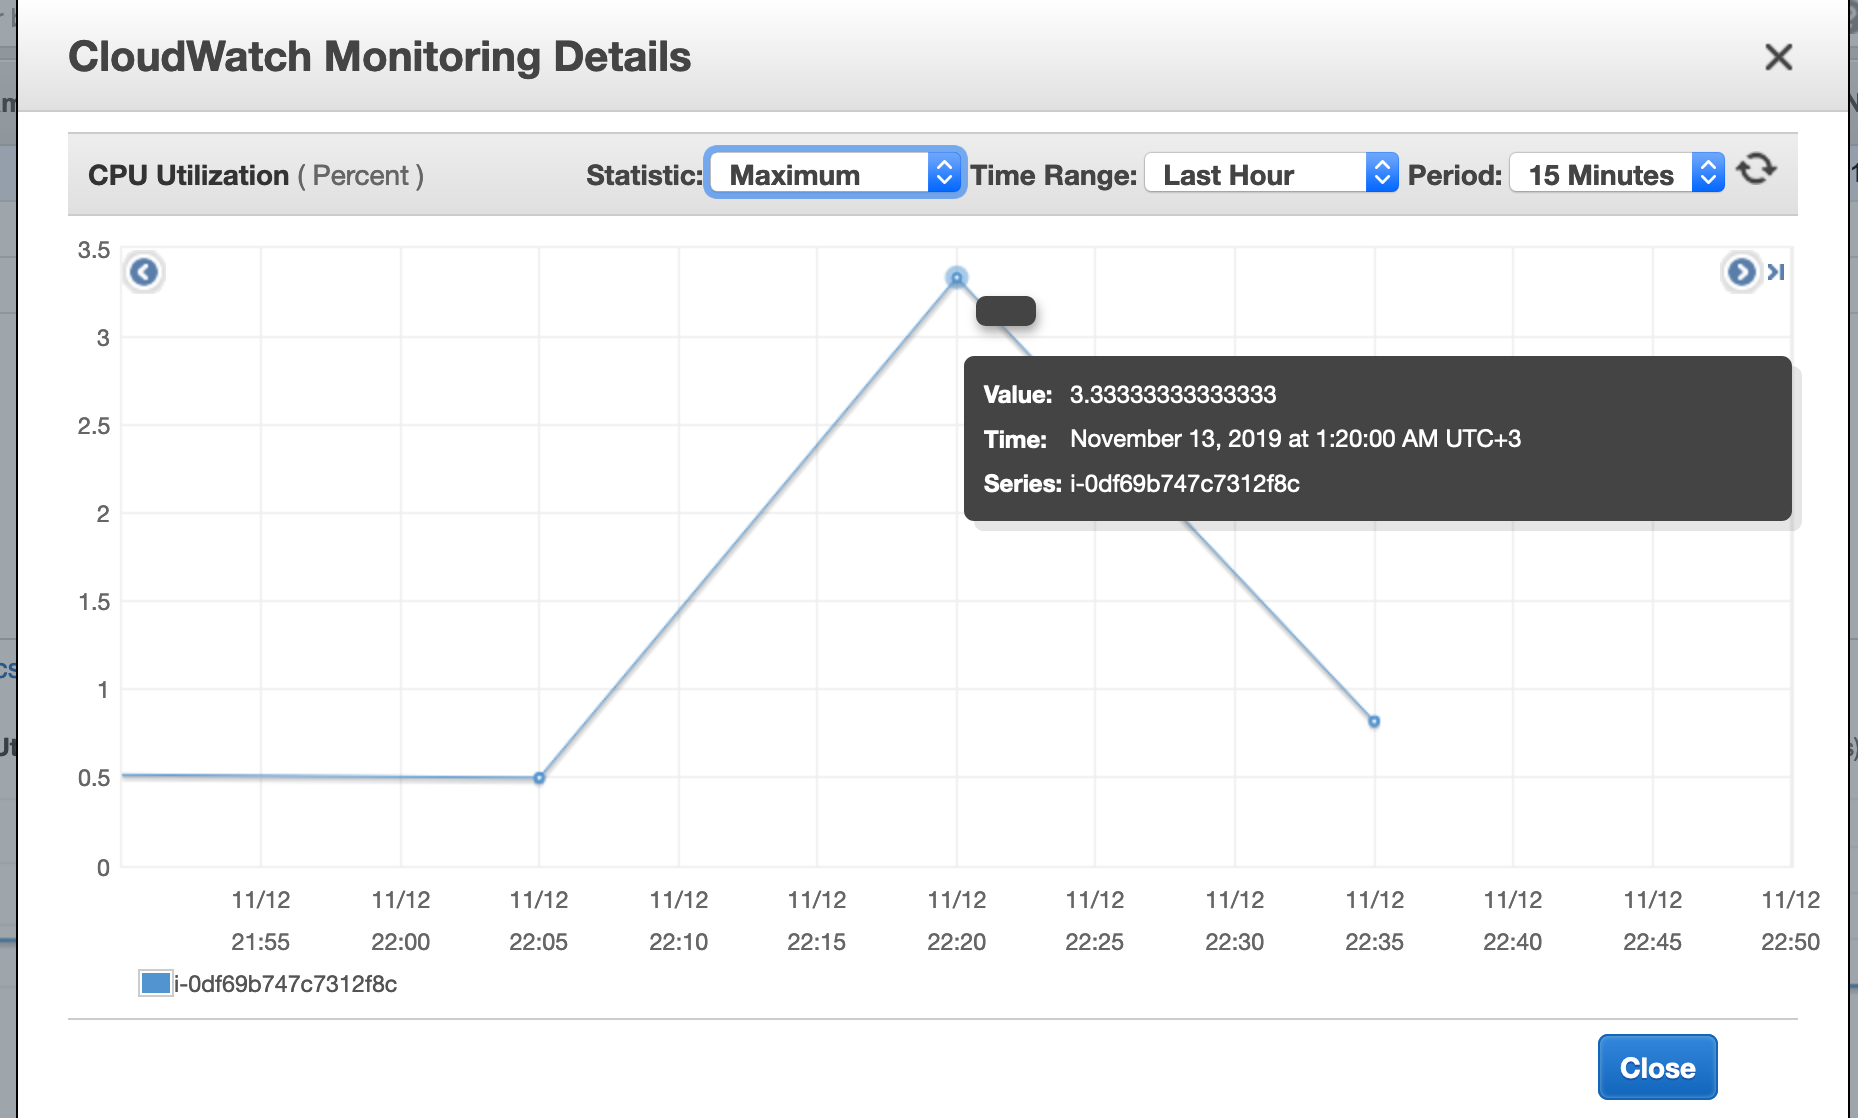 CloudWatch Monitoring Details
CPU Utilization ( Percent ) Statistic: Maximum Time Range: Last Hour Period: 15 Minutes
3.5
3
2.5
2
1.5
1
0.5
0
Value: 3.33333333333333
Time: November 13, 2019 at 1:20:00 AM UTC+3
Series: i-0df69b747c7312f8c
11/12 11/12 11/12 11/12 11/12 11/12 11/12 11/12 11/12 11/12 11/12 11/12
21:55 22:00 22:05 22:10 22:15 22:20 22:25 22:30 22:35 22:40 22:45 22:50
i-0df69b747c7312f8c
Close